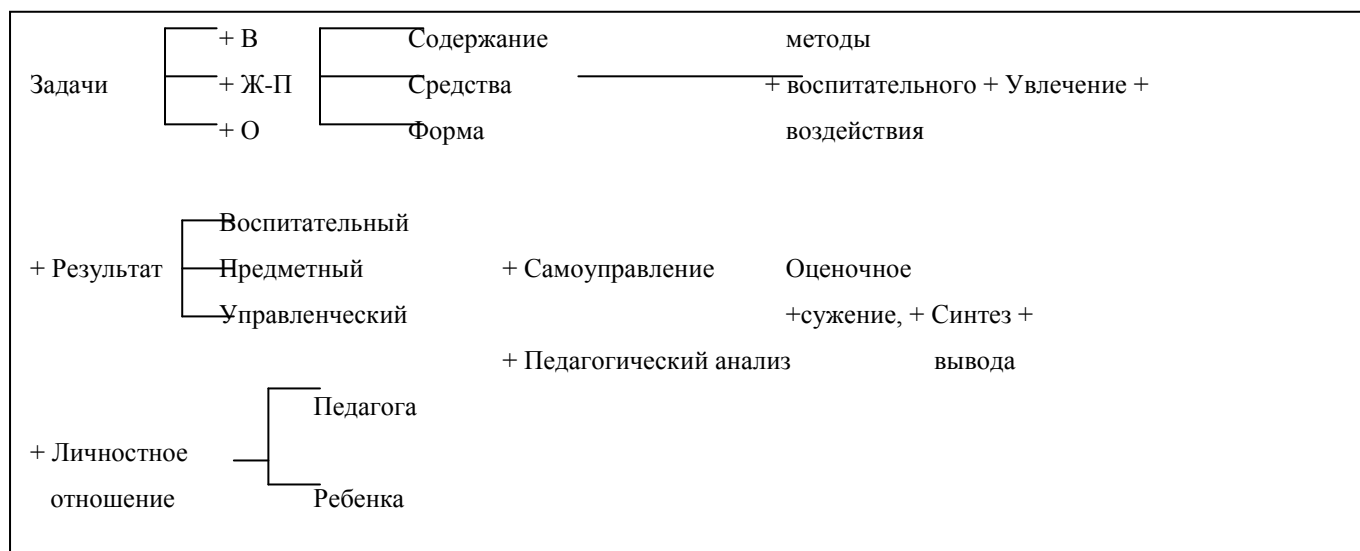 + В Содержание методы
Задачи + Ж-П Средства + воспитательного + Увлечение +
+ О Форма воздействия
Воспитательный
+ Результат Предметный + Самоуправление Оценочное
Управленческий +сужение, + Синтез +
+ Педагогический анализ вывода
Педагога
+ Личностное
отношение Ребенка